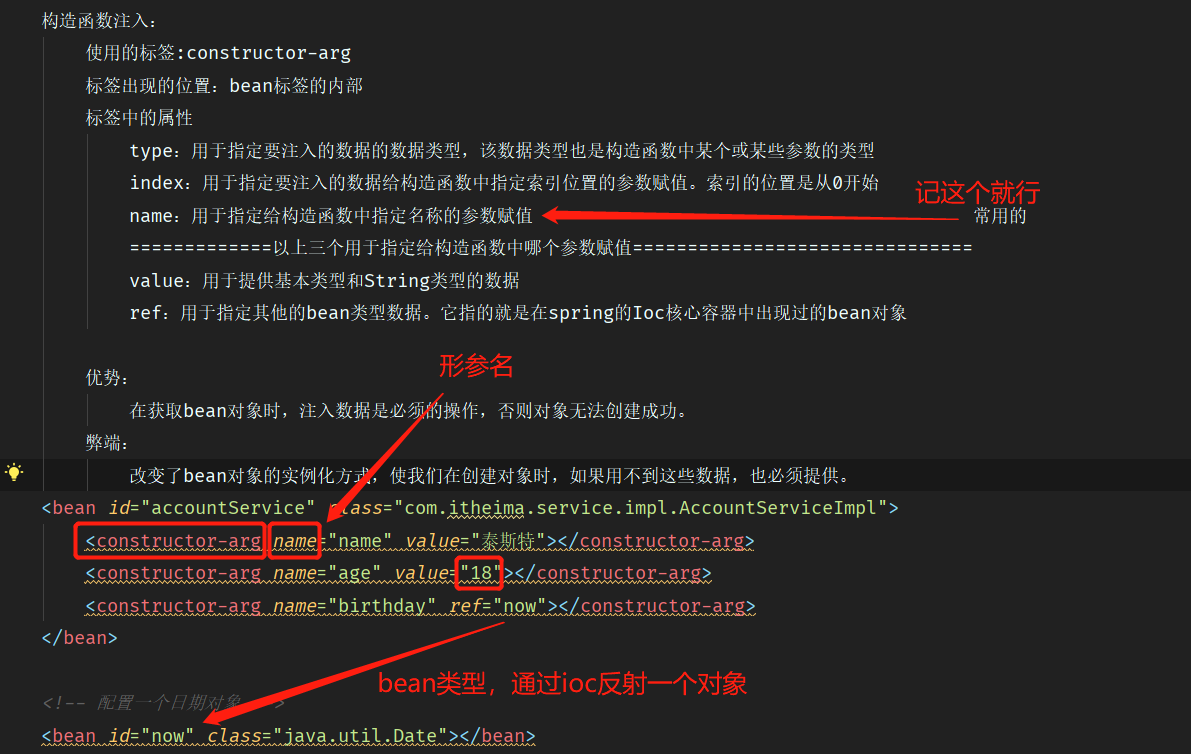 构造函数注入：
使用的标签:constructor-arg
标签出现的位置：bean标签的内部
标签中的属性
type：用于指定要注入的数据的数据类型，该数据类型也是构造函数中某个或某些参数的类型
index：用于指定要注入的数据给构造函数中指定索引位置的参数赋值。索引的位置是从0开始
记这个就行
name：用于指定给构造函数中指定名称的参数赋值 常用的
=============以上三个用于指定给构造函数中哪个参数赋值===============================
value：用于提供基本类型和String类型的数据
ref：用于指定其他的bean类型数据。它指的就是在spring的Ioc核心容器中出现过的bean对象
形参名
优势：
在获取bean对象时，注入数据是必须的操作，否则对象无法创建成功。
弊端：
改变了bean对象的实例化方式，使我们在创建对象时，如果用不到这些数据，也必须提供。
<bean id="accountService" class="com.itheima.service.impl.AccountServiceImpl">
<constructor-arg name="name" value="泰斯特"></constructor-arg>
<constructor-arg name="age" value="18"></constructor-arg>
<constructor-arg name="birthday" ref="now"></constructor-arg>
</bean>
bean类型，通过ioc反射一个对象
<!-- 配置一个日期对象 -->
<bean id="now" class="java.util.Date"></bean>